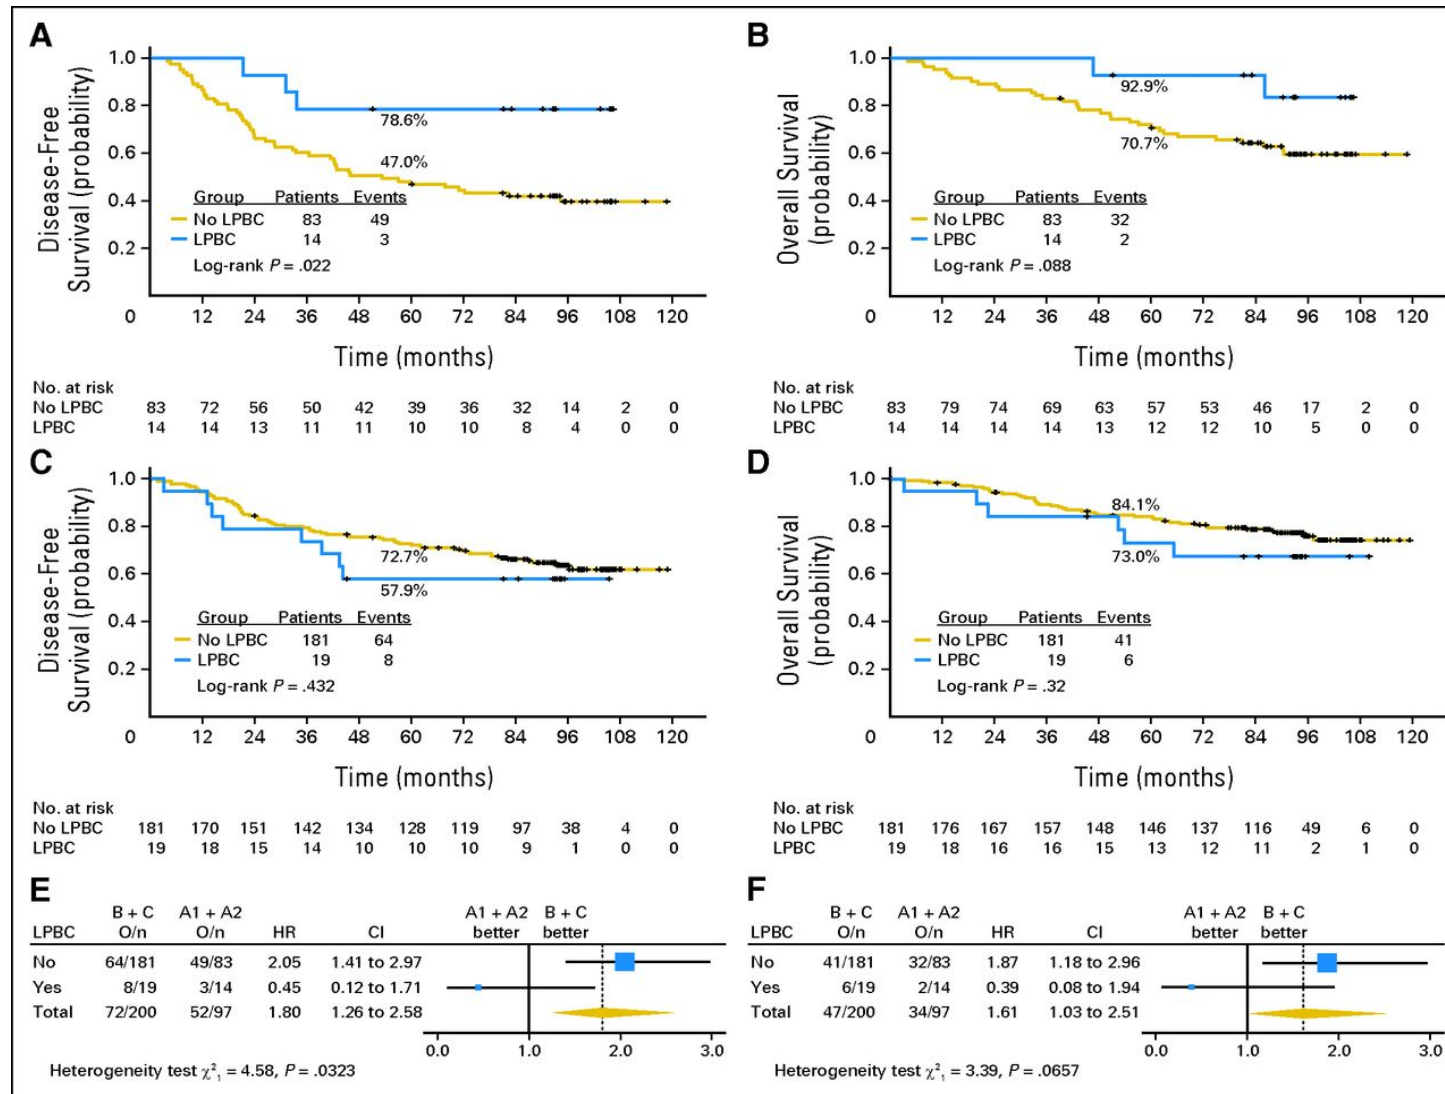 A
Disease-Free
Survival (probability)
1.0
0.8
0.6
0.4
0.2
78.6%
47.0%
Group Patients Events
No LPBC 83 49
LPBC 14 3
Log-rank P = .022
0 12 24 36 48 60 72 84 96 108 120
Time (months)
No. at risk
No LPBC 83 72 56 50 42 39 36 32 14 2 0
LPBC 14 14 13 11 11 10 10 8 4 0 0
B
Overall Survival
(probability)
1.0
0.8
0.6
0.4
0.2
92.9%
70.7%
Group Patients Events
No LPBC 83 32
LPBC 14 2
Log-rank P = .088
0 12 24 36 48 60 72 84 96 108 120
Time (months)
No. at risk
No LPBC 83 79 74 69 63 57 53 46 17 2 0
LPBC 14 14 14 14 13 12 12 10 5 0 0
C
Disease-Free
Survival (probability)
1.0
0.8
0.6
0.4
0.2
72.7%
57.9%
Group Patients Events
No LPBC 181 64
LPBC 19 8
Log-rank P = .432
0 12 24 36 48 60 72 84 96 108 120
Time (months)
No. at risk
No LPBC 181 170 151 142 134 128 119 97 38 4 0
LPBC 19 18 15 14 10 10 10 9 1 0 0
D
Overall Survival
(probability)
1.0
0.8
0.6
0.4
0.2
84.1%
73.0%
Group Patients Events
No LPBC 181 41
LPBC 19 6
Log-rank P = .32
0 12 24 36 48 60 72 84 96 108 120
Time (months)
No. at risk
No LPBC 181 176 167 157 148 146 137 116 49 6 0
LPBC 19 18 16 16 15 13 12 11 2 1 0
E
B + C A1 + A2 A1 + A2 B + C
LPBC O/n O/n HR CI better better
No 64/181 49/83 2.05 1.41 to 2.97
Yes 8/19 3/14 0.45 0.12 to 1.71
Total 72/200 52/97 1.80 1.26 to 2.58
0.0 1.0 2.0 3.0
Heterogeneity test χ²₁ = 4.58, P = .0323
F
B + C A1 + A2 A1 + A2 B + C
LPBC O/n O/n HR CI better better
No 41/181 32/83 1.87 1.18 to 2.96
Yes 6/19 2/14 0.39 0.08 to 1.94
Total 47/200 34/97 1.61 1.03 to 2.51
0.0 1.0 2.0 3.0
Heterogeneity test χ²₁ = 3.39, P = .0657